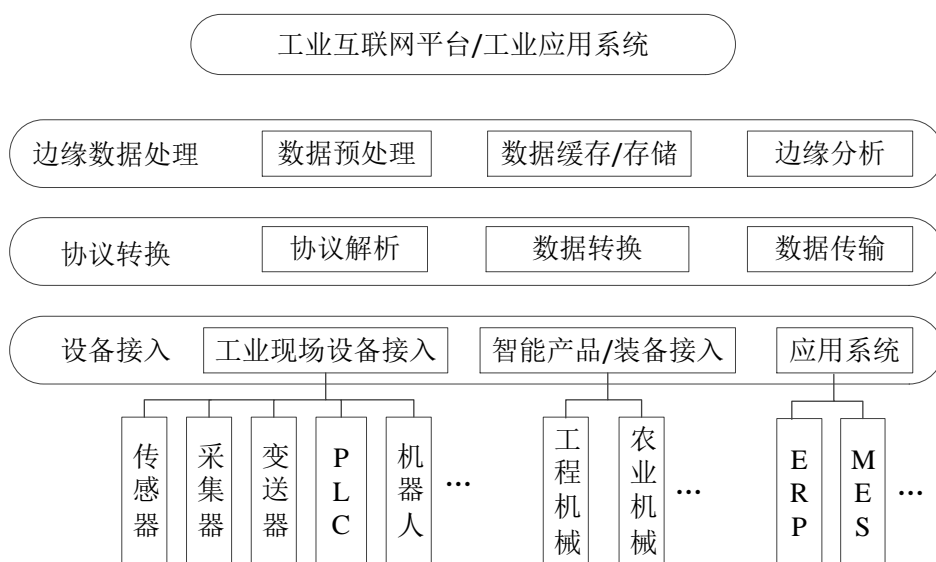 工业互联网平台/工业应用系统
边缘数据处理
数据预处理
数据缓存/存储
边缘分析
协议转换
协议解析
数据转换
数据传输
设备接入
工业现场设备接入
智能产品/装备接入
应用系统
传感器
采集器
变送器
PLC
机器人
...
工程机械
农业机械
...
ERP
MES
...